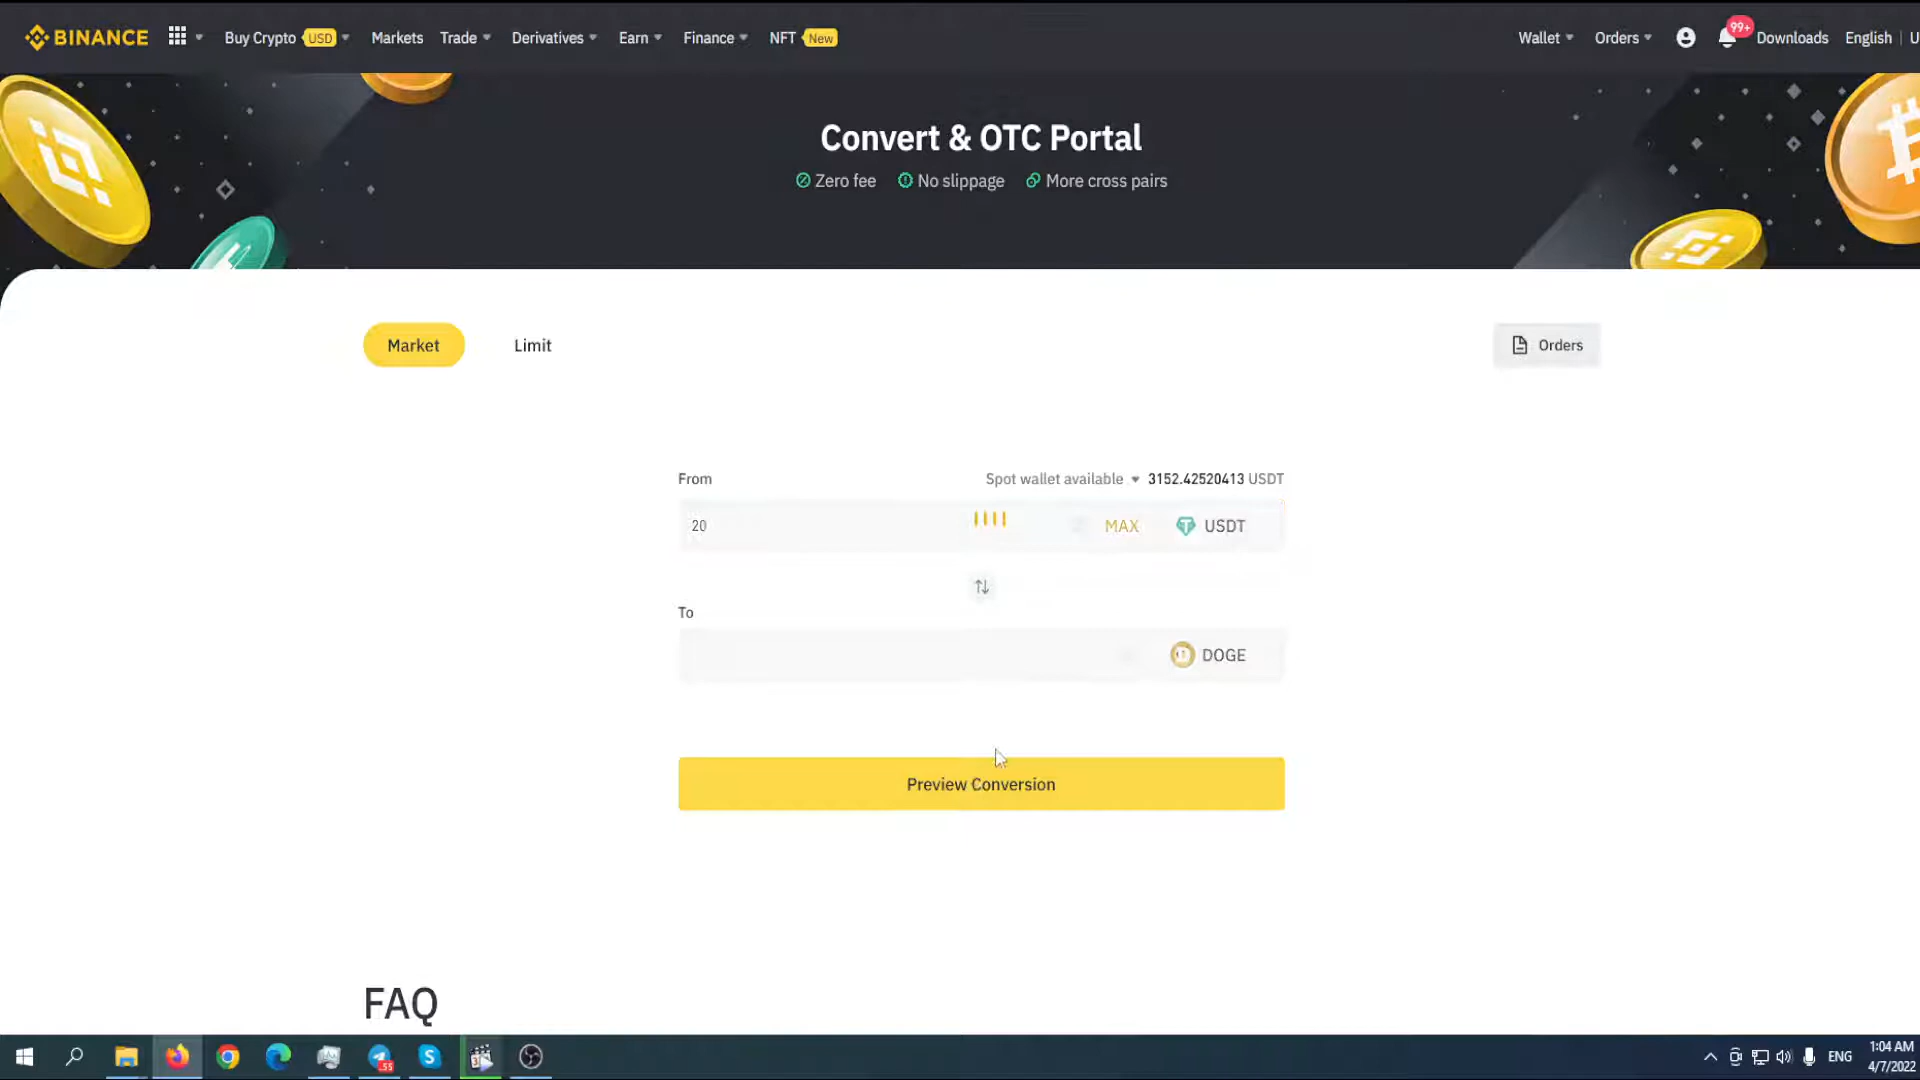 BINANCE Buy Crypto USD Markets Trade Derivatives Earn Finance NFT New Wallet Orders 99+ Downloads English | U
Convert & OTC Portal
Zero fee No slippage More cross pairs
Market Limit Orders
From Spot wallet available 3152.42520413 USDT
20 MAX USDT
To
DOGE
Preview Conversion
FAQ
55 S ENG 1:04 AM
4/7/2022